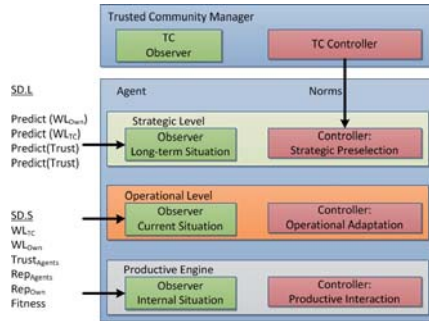 Trusted Community Manager
TC
Observer
TC Controller
SD.L
Agent
Norms
Predict (WLOwn)
Predict (WLTC)
Predict(Trust)
Predict(Trust)
Strategic Level
Observer
Long-term Situation
Controller:
Strategic Preselection
SD.S
WLTC
WLOwn
TrustAgents
RepAgents
RepOwn
Fitness
Operational Level
Observer
Current Situation
Controller:
Operational Adaptation
Productive Engine
Observer
Internal Situation
Controller:
Productive Interaction